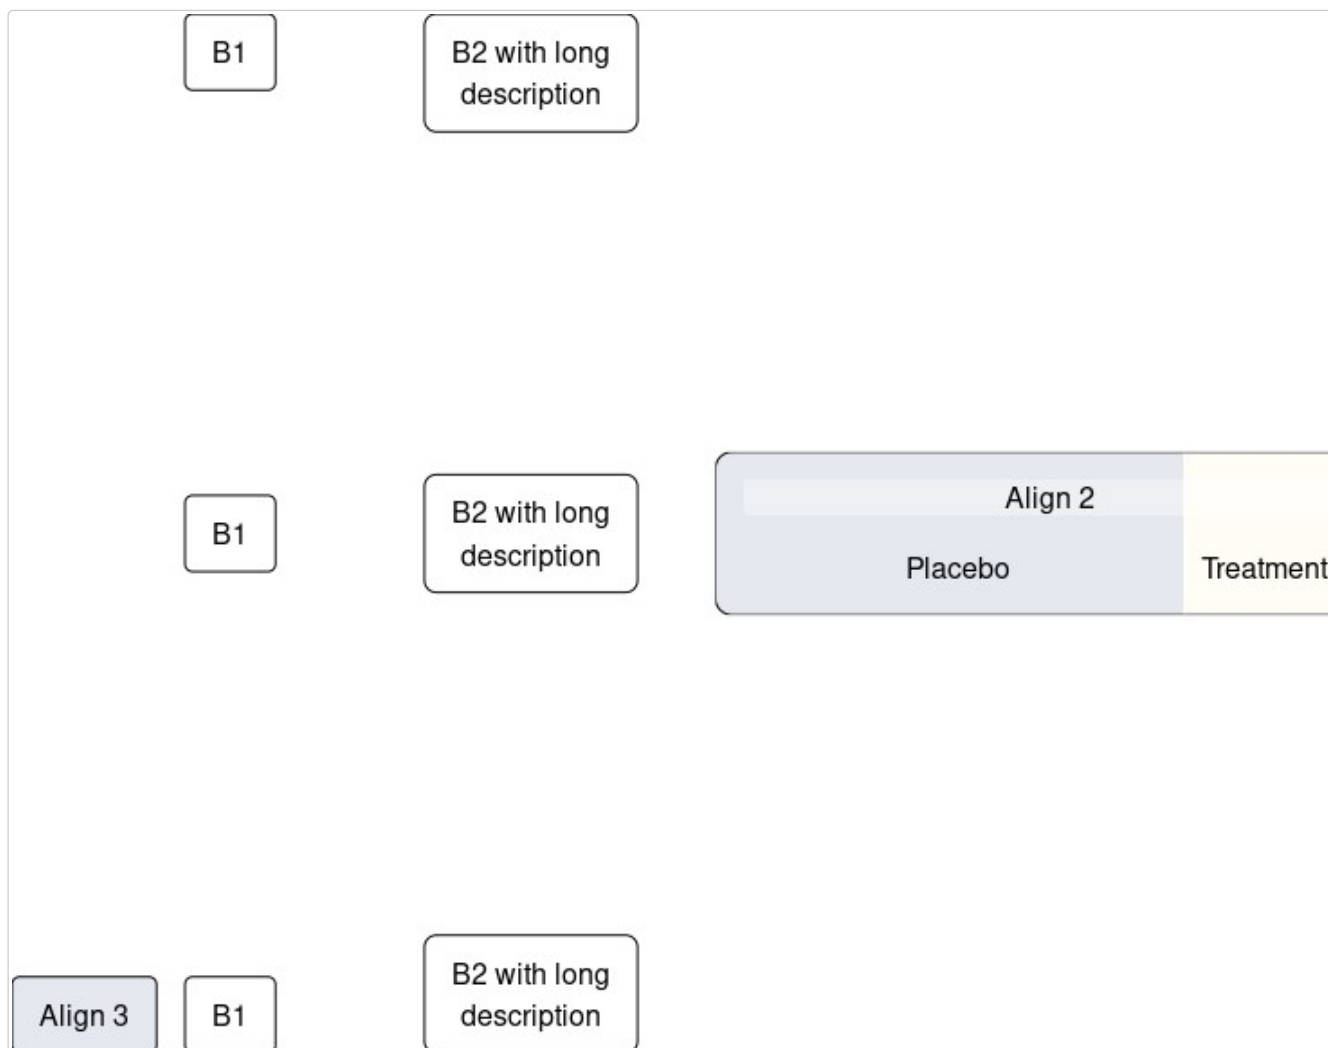 B1
B2 with long
description
B1
B2 with long
description
Align 2
Placebo
Treatment
Align 3
B1
B2 with long
description